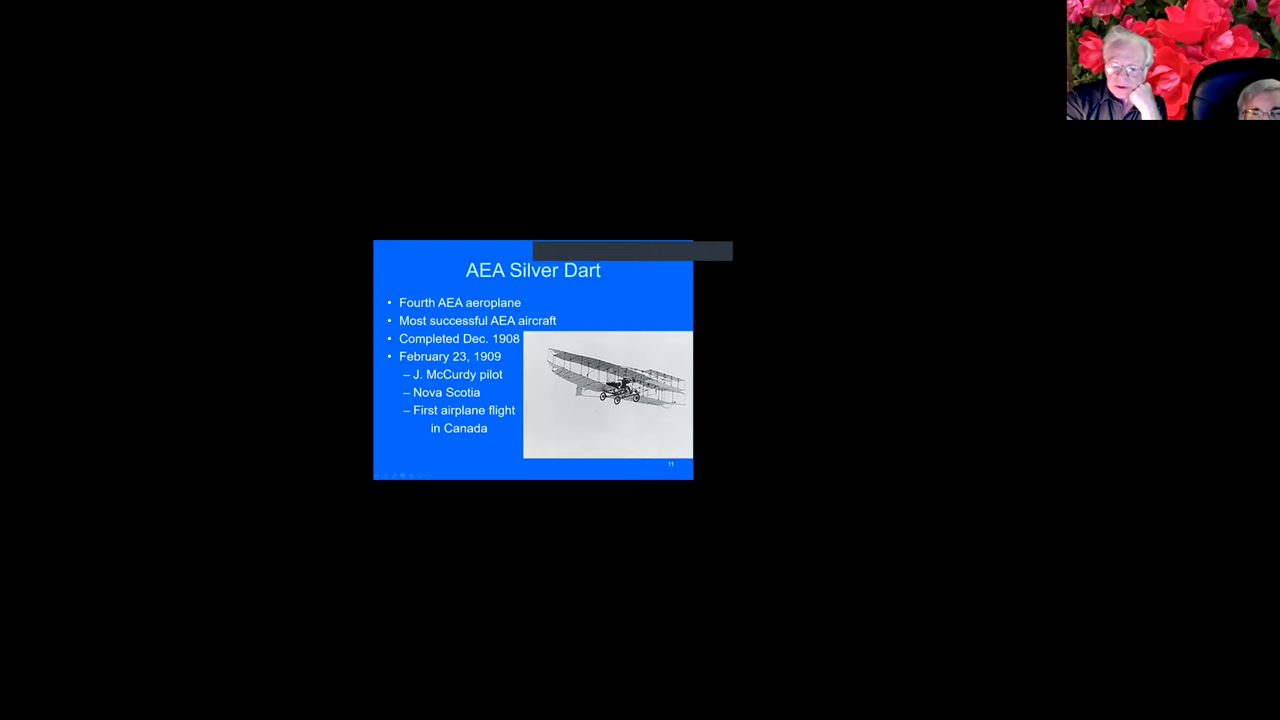 AEA Silver Dart
• Fourth AEA aeroplane
• Most successful AEA aircraft
• Completed Dec. 1908
• February 23, 1909
– J. McCurdy pilot
– Nova Scotia
– First airplane flight
in Canada
11